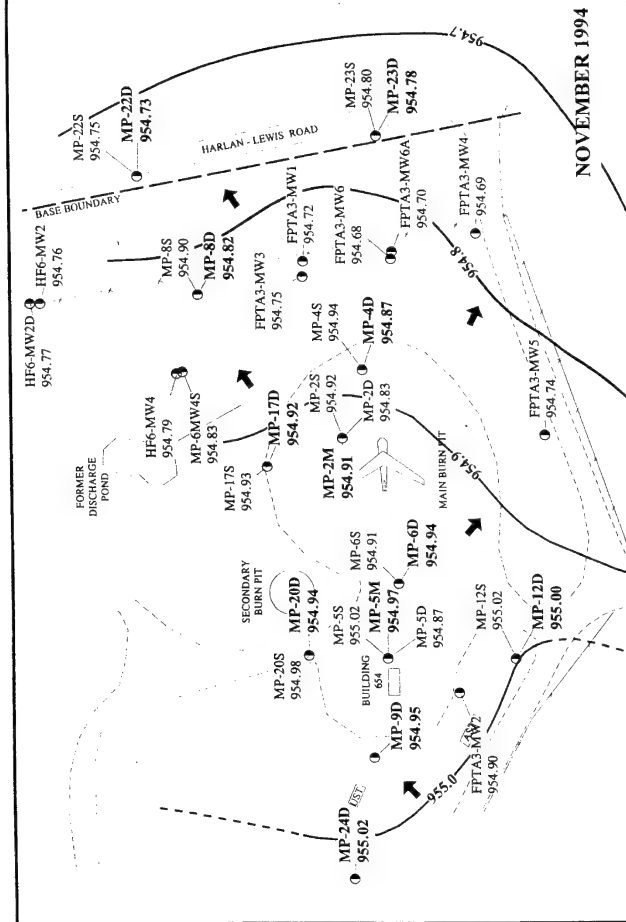 MP-22S
954.75
MP-22D
954.73
HARLAN - LEWIS ROAD
MP-23S
954.80
MP-23D
954.78
954.7
NOVEMBER 1994
BASE BOUNDARY
HF6-MW2D
954.77
HF6-MW2
954.76
MP-8S
954.90
MP-8D
954.82
FPTA3-MW3
954.75
FPTA3-MW1
954.72
FPTA3-MW6
954.68
FPTA3-MW6A
954.70
FPTA3-MW4
954.69
954.8
FORMER
DISCHARGE
POND
HF6-MW4
954.79
MP-6MW4S
954.83
MP-17S
954.93
MP-17D
954.92
MP-2S
954.92
MP-4S
954.94
MP-4D
954.87
MP-2D
954.83
MP-2M
954.91
MAIN BURN PIT
954.9
FPTA3-MW5
954.74
SECONDARY
BURN PIT
MP-20S
954.98
MP-20D
954.94
MP-5S
955.02
MP-6S
954.91
MP-6D
954.94
MP-5M
954.97
MP-5D
954.87
BUILDING
654
MP-12S
955.02
MP-12D
955.00
MP-9D
954.95
FPTA3-MW2
954.90
UST
MP-24D
955.02
955.0